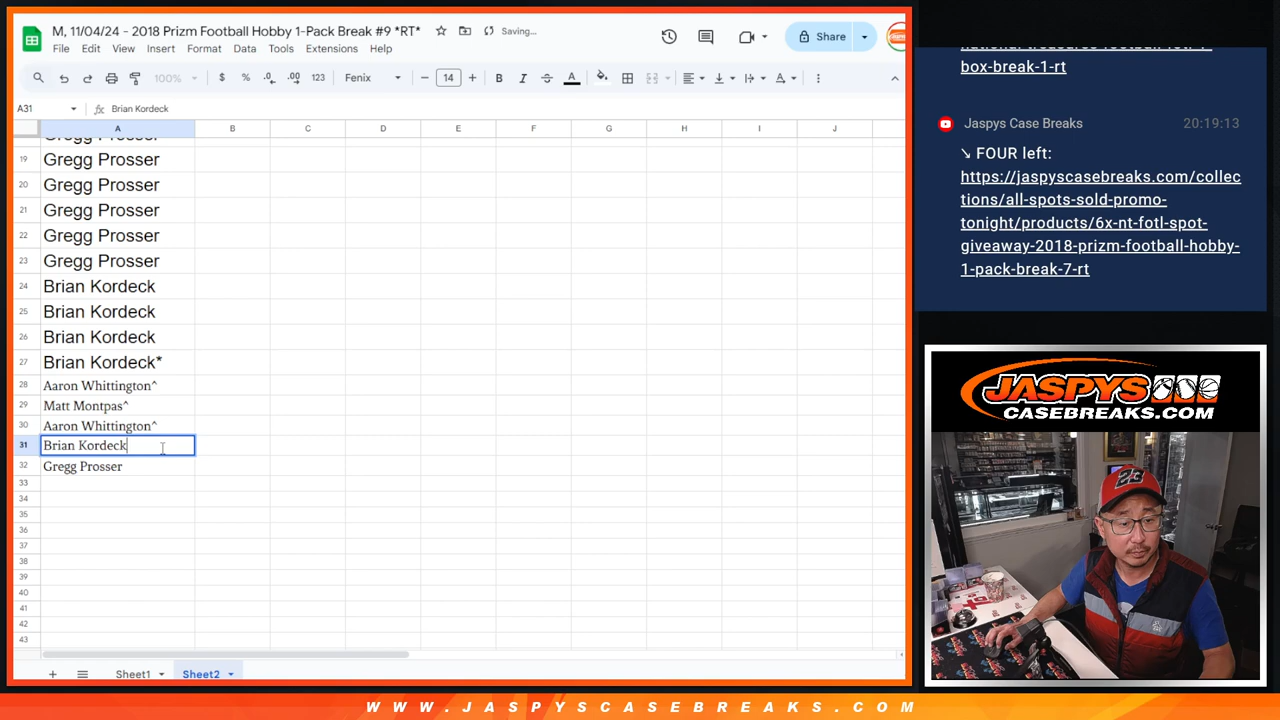 M, 11/04/24 - 2018 Prizm Football Hobby 1-Pack Break #9 *RT*
Saving...
File Edit View Insert Format Data Tools Extensions Help
Share
100% $ % .0 .00 123 Fenix 14 B I A
A31 fx Brian Kordeck
A B C D E F G H I J
19 Gregg Prosser
20 Gregg Prosser
21 Gregg Prosser
22 Gregg Prosser
23 Gregg Prosser
24 Brian Kordeck
25 Brian Kordeck
26 Brian Kordeck
27 Brian Kordeck*
28 Aaron Whittington^
29 Matt Montpas^
30 Aaron Whittington^
31 Brian Kordeck
32 Gregg Prosser
33
34
35
36
37
38
39
40
41
42
43
Sheet1 Sheet2
box-break-1-rt
Jaspys Case Breaks 20:19:13
↘ FOUR left:
https://jaspyscasebreaks.com/collec
tions/all-spots-sold-promo-
tonight/products/6x-nt-fotl-spot-
giveaway-2018-prizm-football-hobby-
1-pack-break-7-rt
JASPYS
CASEBREAKS.COM
23
WWW.JASPYSCASEBREAKS.COM